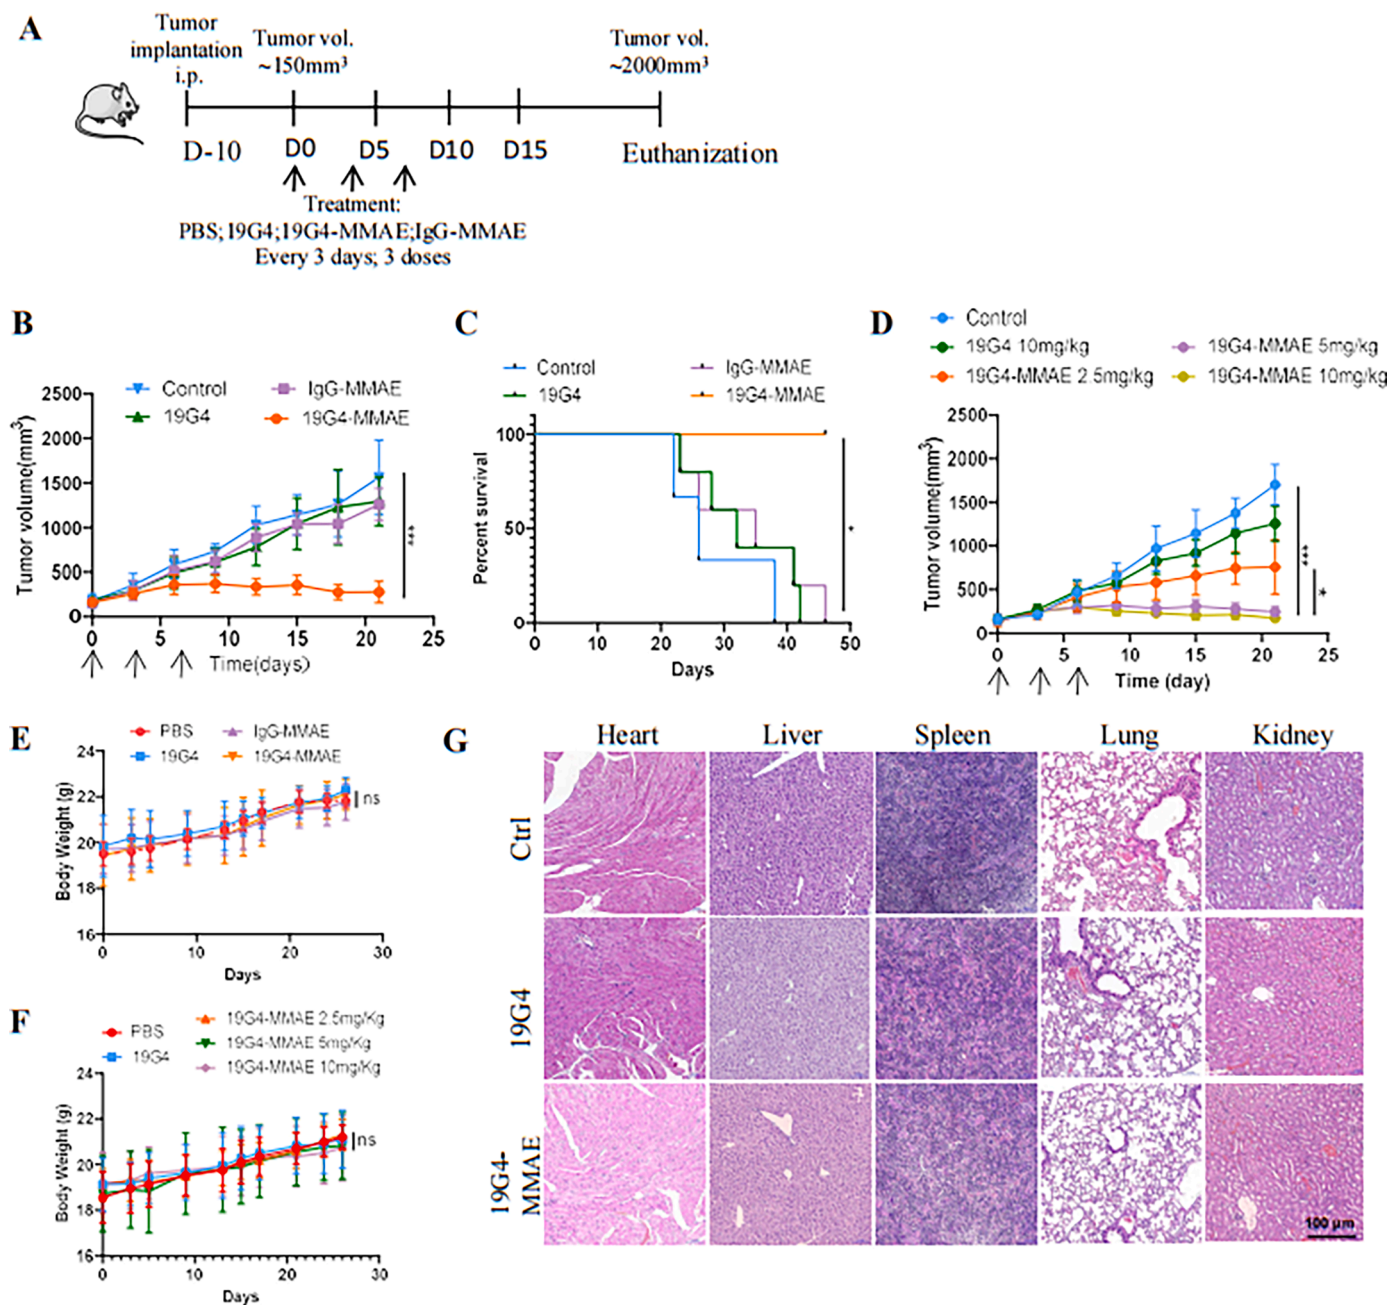 A
Tumor
implantation
i.p.
Tumor vol.
~150mm³
Tumor vol.
~2000mm³
D-10
D0
D5
D10
D15
Euthanization
Treatment:
PBS;19G4;19G4-MMAE;IgG-MMAE
Every 3 days; 3 doses
B
Control
IgG-MMAE
19G4
19G4-MMAE
Tumor volume(mm³)
2500
2000
1500
1000
500
0
0 5 10 15 20 25
Time(days)
***
C
Control
IgG-MMAE
19G4
19G4-MMAE
Percent survival
100
50
0
0 10 20 30 40 50
Days
*
D
Control
19G4 10mg/kg
19G4-MMAE 5mg/kg
19G4-MMAE 2.5mg/kg
19G4-MMAE 10mg/kg
Tumor volume(mm³)
2500
2000
1500
1000
500
0
0 5 10 15 20 25
Time (day)
***
*
E
PBS
IgG-MMAE
19G4
19G4-MMAE
Body Weight (g)
24
22
20
18
16
0 10 20 30
Days
ns
F
PBS
19G4-MMAE 2.5mg/Kg
19G4-MMAE 5mg/Kg
19G4
19G4-MMAE 10mg/Kg
Body Weight (g)
24
22
20
18
16
0 10 20 30
Days
ns
G
Heart Liver Spleen Lung Kidney
Ctrl
19G4
19G4-
MMAE
100 µm